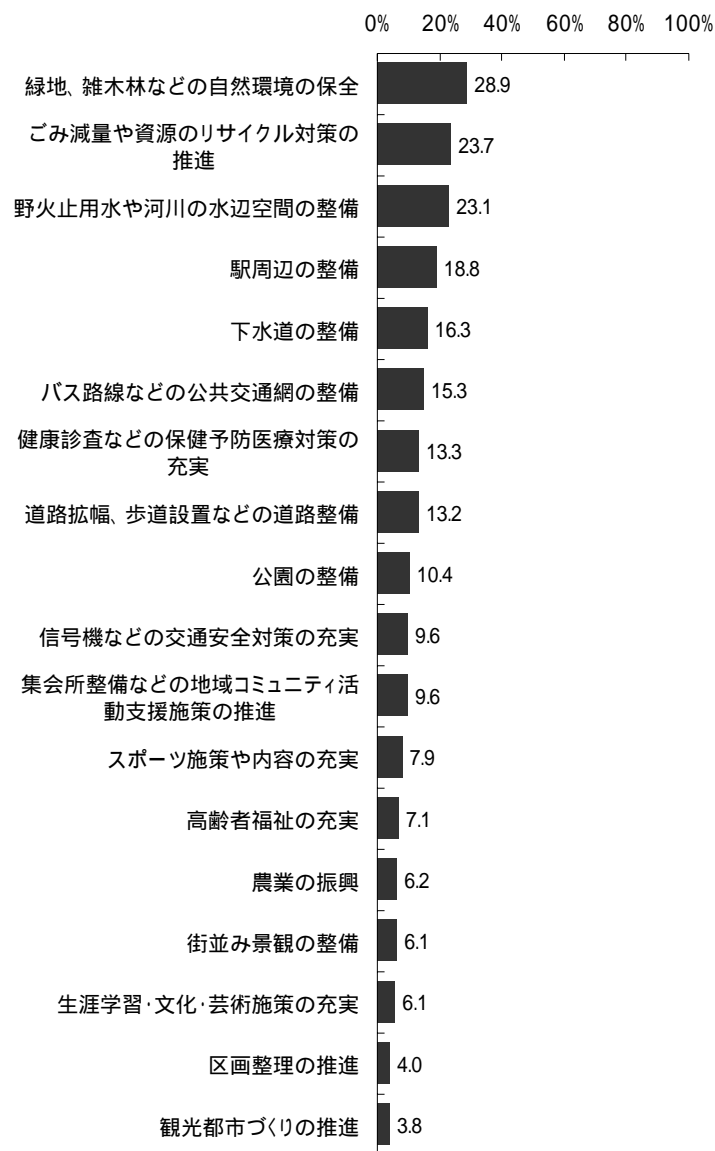 0% 20% 40% 60% 80% 100%
緑地、雑木林などの自然環境の保全 28.9
ごみ減量や資源のリサイクル対策の
推進 23.7
野火止用水や河川の水辺空間の整備 23.1
駅周辺の整備 18.8
下水道の整備 16.3
バス路線などの公共交通網の整備 15.3
健康診査などの保健予防医療対策の
充実 13.3
道路拡幅、歩道設置などの道路整備 13.2
公園の整備 10.4
信号機などの交通安全対策の充実 9.6
集会所整備などの地域コミュニティ活
動支援施策の推進 9.6
スポーツ施策や内容の充実 7.9
高齢者福祉の充実 7.1
農業の振興 6.2
街並み景観の整備 6.1
生涯学習・文化・芸術施策の充実 6.1
区画整理の推進 4.0
観光都市づくりの推進 3.8